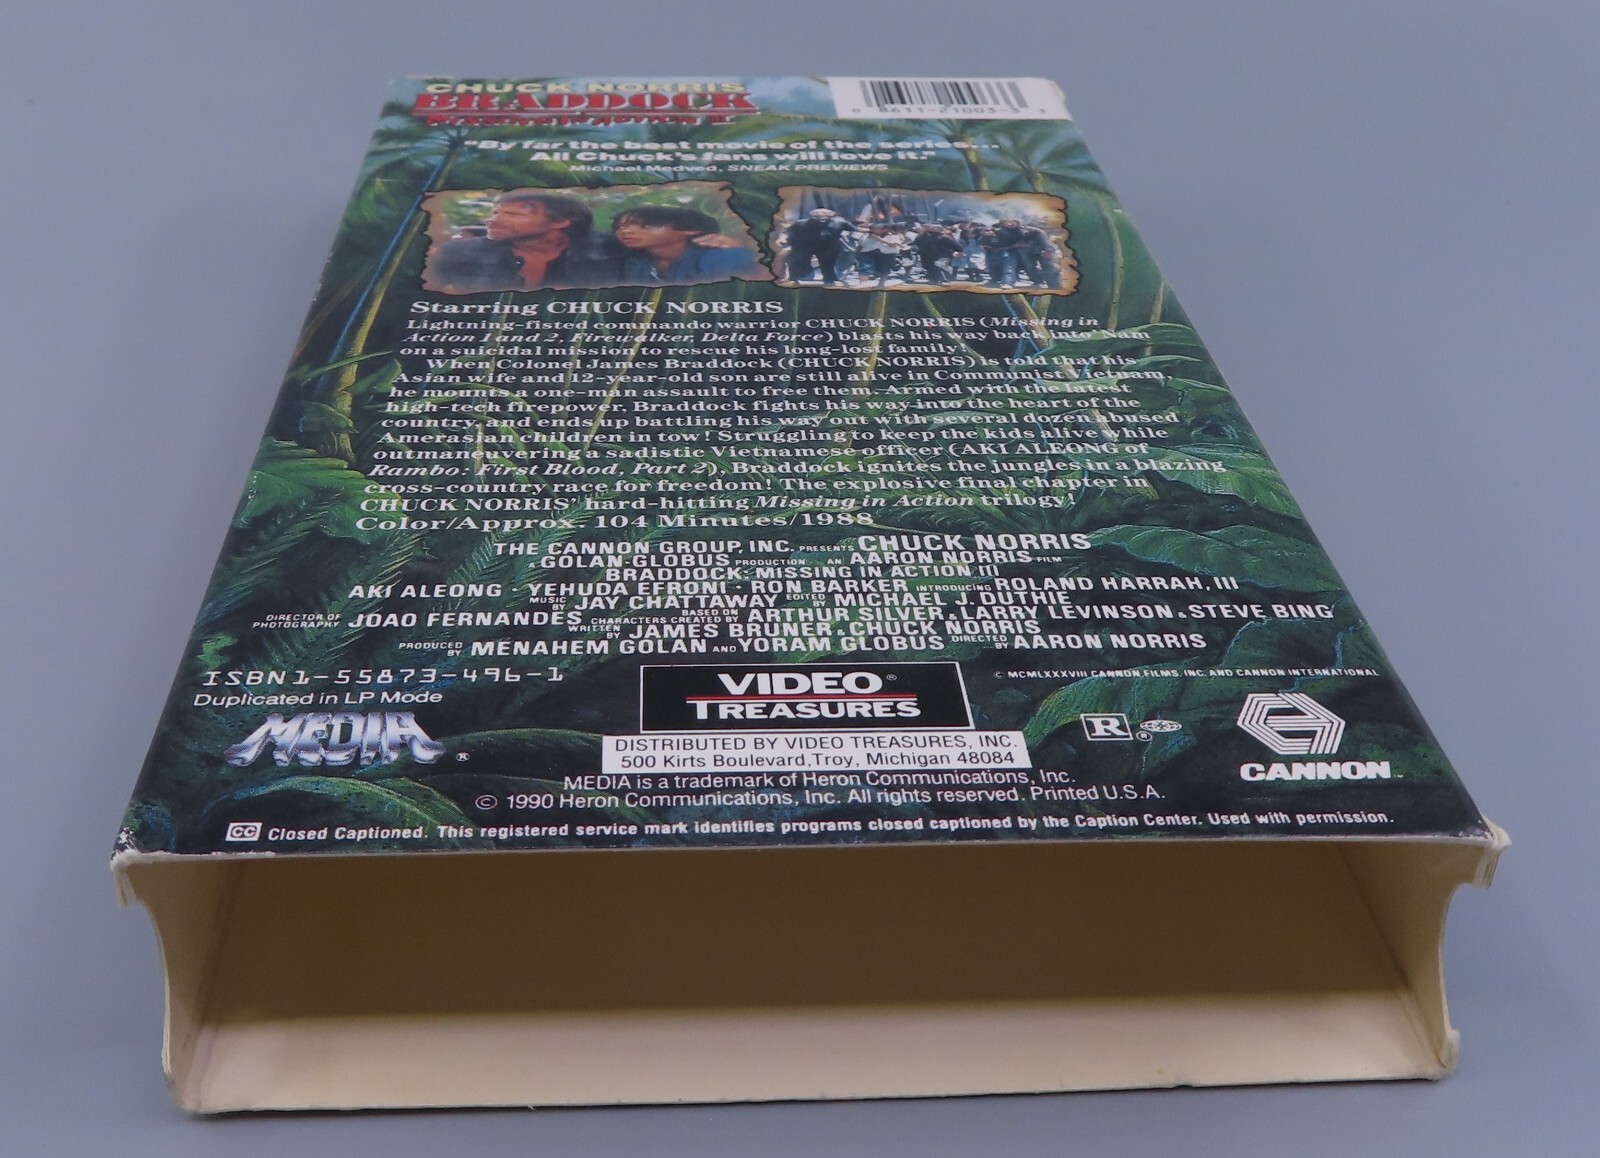 CHUCK NORRIS
BRADDOCK
MISSING IN ACTION III
0 8611-21003-3 3
"By far the best movie of the series...
All Chuck's fans will love it."
Michael Medved, SNEAK PREVIEWS
Starring CHUCK NORRIS
Lightning-fisted commando warrior CHUCK NORRIS (Missing in
Action 1 and 2, Firewalker, Delta Force) blasts his way back into 'Nam
on a suicidal mission to rescue his long-lost family!
When Colonel James Braddock (CHUCK NORRIS) is told that his
Asian wife and 12-year-old son are still alive in Communist Vietnam,
he mounts a one-man assault to free them. Armed with the latest
high-tech firepower, Braddock fights his way into the heart of the
country, and ends up battling his way out with several dozen abused
Amerasian children in tow! Struggling to keep the kids alive while
outmaneuvering a sadistic Vietnamese officer (AKI ALEONG of
Rambo: First Blood, Part 2), Braddock ignites the jungles in a blazing
cross-country race for freedom! The explosive final chapter in
CHUCK NORRIS' hard-hitting Missing in Action trilogy!
Color/Approx. 104 Minutes/1988
THE CANNON GROUP, INC. PRESENTS CHUCK NORRIS
A GOLAN-GLOBUS PRODUCTION AN AARON NORRIS FILM
BRADDOCK: MISSING IN ACTION III
AKI ALEONG · YEHUDA EFRONI · RON BARKER INTRODUCING ROLAND HARRAH, III
MUSIC BY JAY CHATTAWAY EDITED BY MICHAEL J. DUTHIE
DIRECTOR OF PHOTOGRAPHY JOAO FERNANDES BASED ON CHARACTERS CREATED BY ARTHUR SILVER & LARRY LEVINSON & STEVE BING
WRITTEN BY JAMES BRUNER & CHUCK NORRIS
PRODUCED BY MENAHEM GOLAN AND YORAM GLOBUS DIRECTED BY AARON NORRIS
ISBN 1-55873-496-1
Duplicated in LP Mode
MEDIA ®
VIDEO ®
TREASURES
© MCMLXXXVIII CANNON FILMS, INC. AND CANNON INTERNATIONAL
R ®
CANNON™
DISTRIBUTED BY VIDEO TREASURES, INC.
500 Kirts Boulevard, Troy, Michigan 48084
MEDIA is a trademark of Heron Communications, Inc.
© 1990 Heron Communications, Inc. All rights reserved. Printed U.S.A.
CC Closed Captioned. This registered service mark identifies programs closed captioned by the Caption Center. Used with permission.